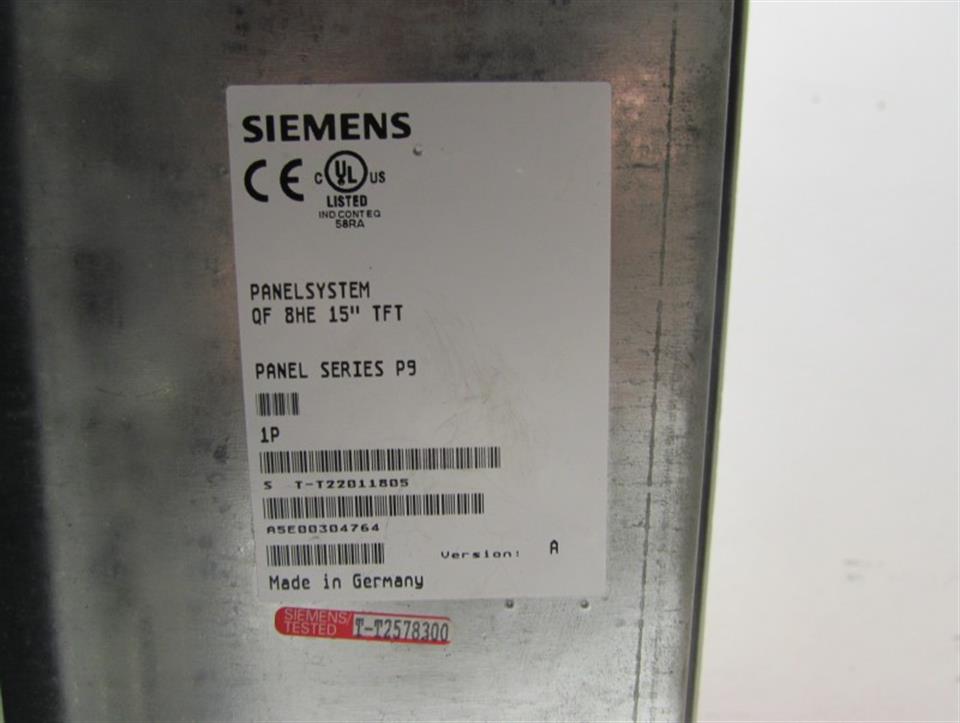 SIEMENS
CE C UL US
LISTED
IND CONT EQ
58RA
PANELSYSTEM
QF 8HE 15" TFT
PANEL SERIES P9
1P
S T-T22011805
A5E00304764
Version: A
Made in Germany
SIEMENS/
TESTED T-T2578300